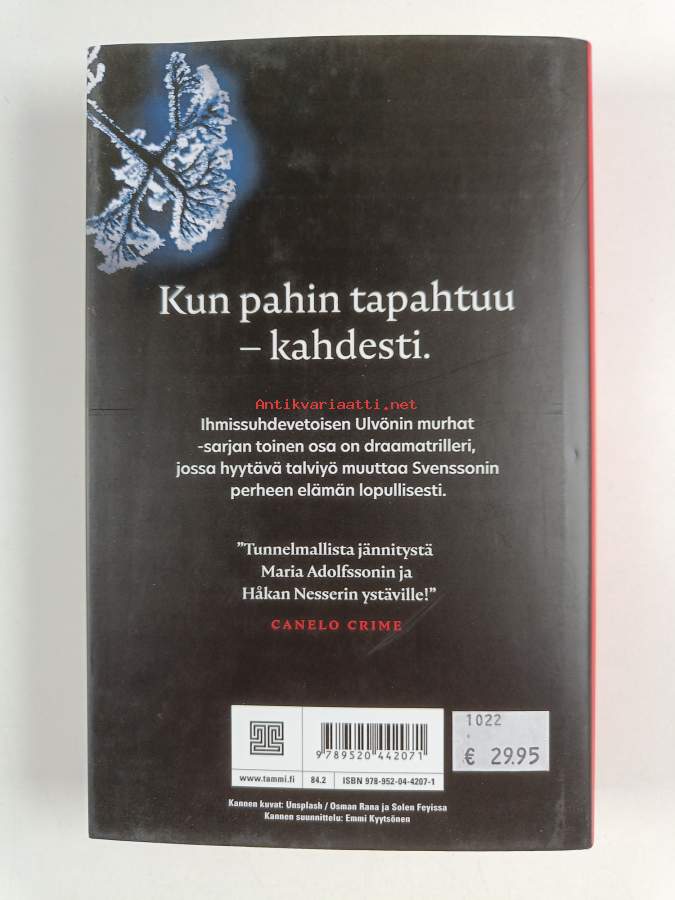 Kun pahin tapahtuu
– kahdesti.
Antikvariaatti.net
Ihmissuhdevetoisen Ulvönin murhat
-sarjan toinen osa on draamatrilleri,
jossa hyytävä talviyö muuttaa Svenssonin
perheen elämän lopullisesti.
”Tunnelmallista jännitystä
Maria Adolfssonin ja
Håkan Nesserin ystäville!”
CANELO CRIME
1022
€ 29.95
9 789520 442071
www.tammi.fi 84.2 ISBN 978-952-04-4207-1
Kannen kuvat: Unsplash / Osman Rana ja Solen Feyissa
Kannen suunnittelu: Emmi Kyytsönen